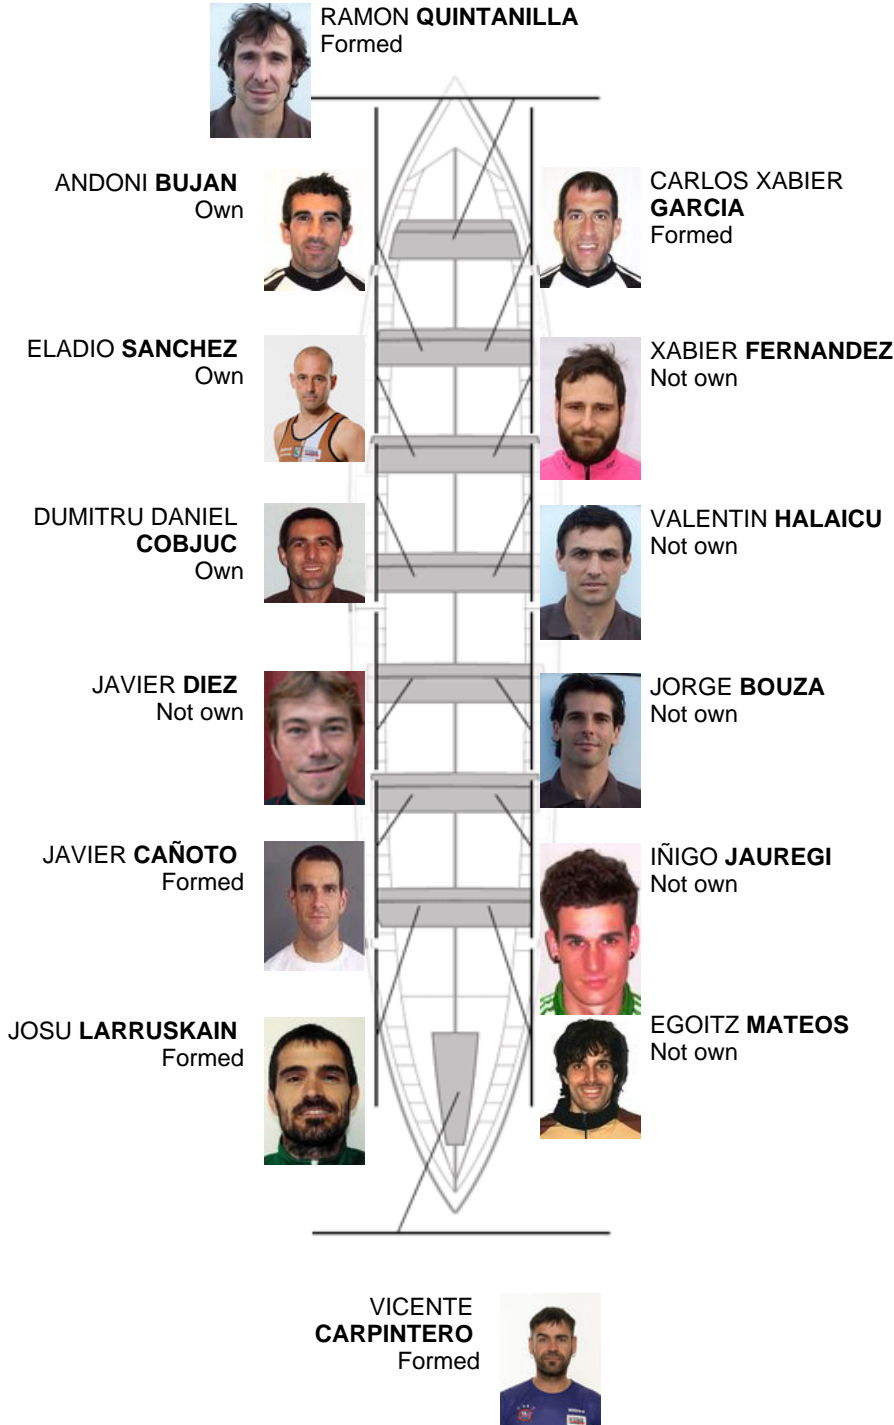 RAMON QUINTANILLA
Formed
ANDONI BUJAN
Own
CARLOS XABIER
GARCIA
Formed
ELADIO SANCHEZ
Own
XABIER FERNANDEZ
Not own
DUMITRU DANIEL
COBJUC
Own
VALENTIN HALAICU
Not own
JAVIER DIEZ
Not own
JORGE BOUZA
Not own
JAVIER CAÑOTO
Formed
IÑIGO JAUREGI
Not own
JOSU LARRUSKAIN
Formed
EGOITZ MATEOS
Not own
VICENTE
CARPINTERO
Formed